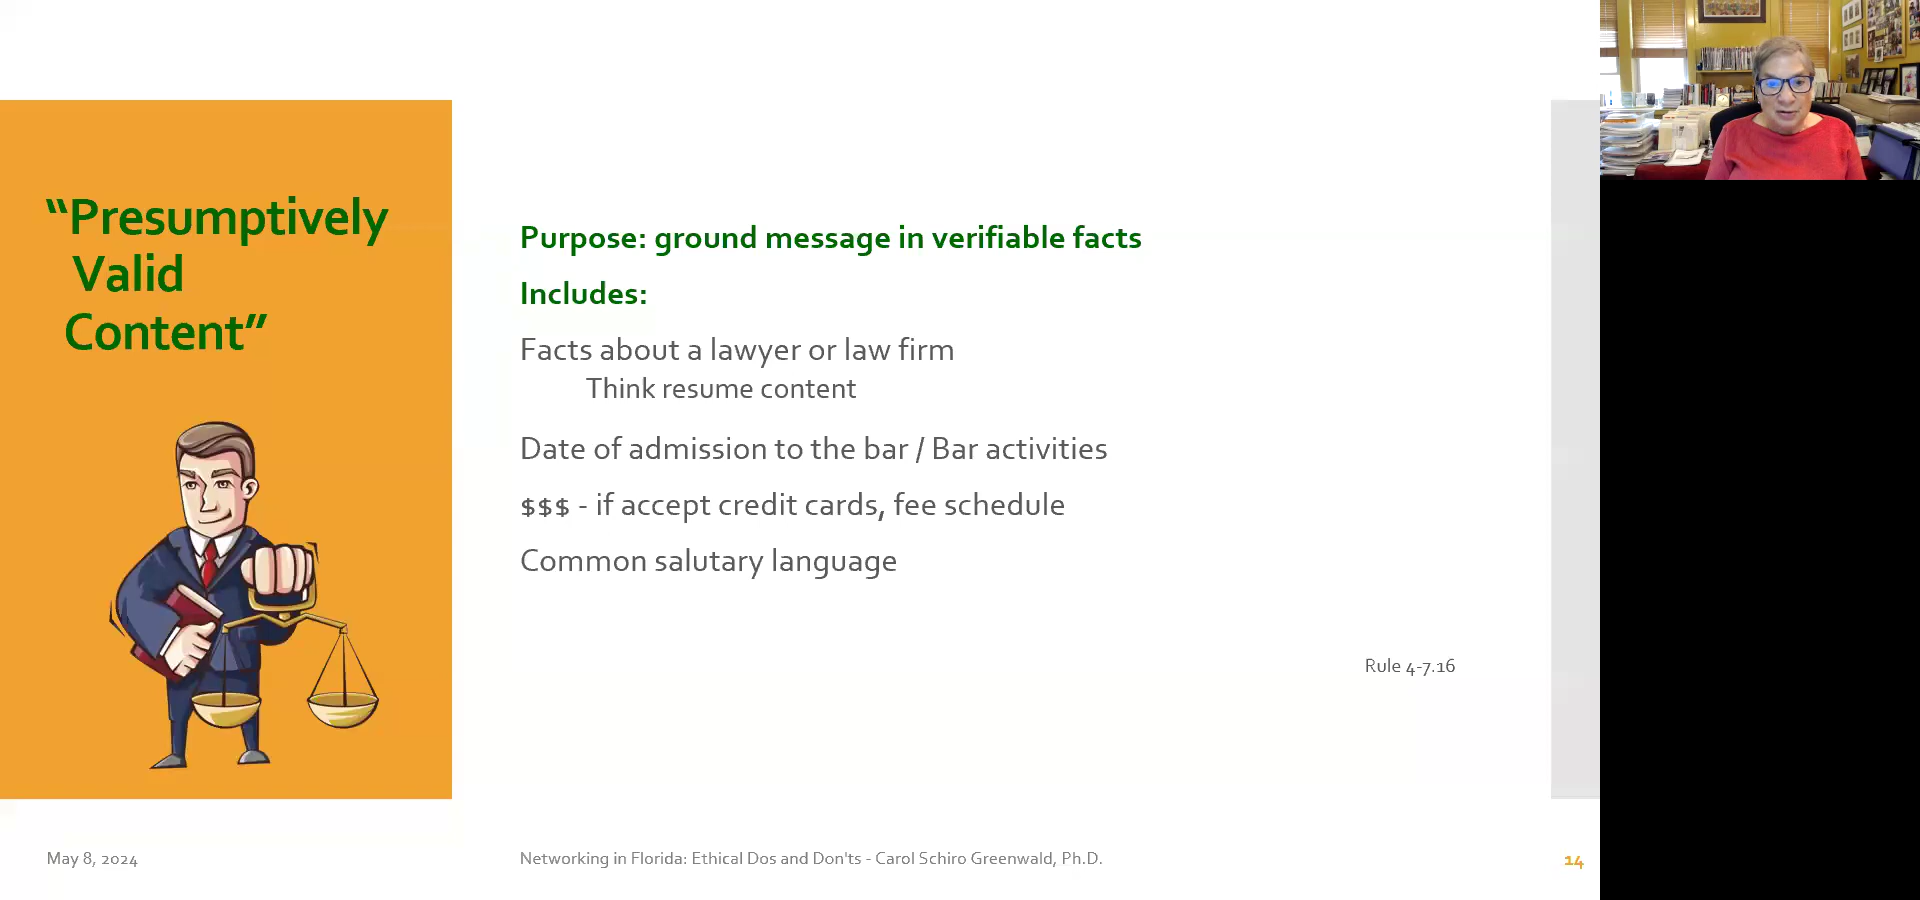 “Presumptively
Valid
Content”
Purpose: ground message in verifiable facts
Includes:
Facts about a lawyer or law firm
Think resume content
Date of admission to the bar / Bar activities
$$$ - if accept credit cards, fee schedule
Common salutary language
Rule 4-7.16
May 8, 2024
Networking in Florida: Ethical Dos and Don'ts - Carol Schiro Greenwald, Ph.D.
14